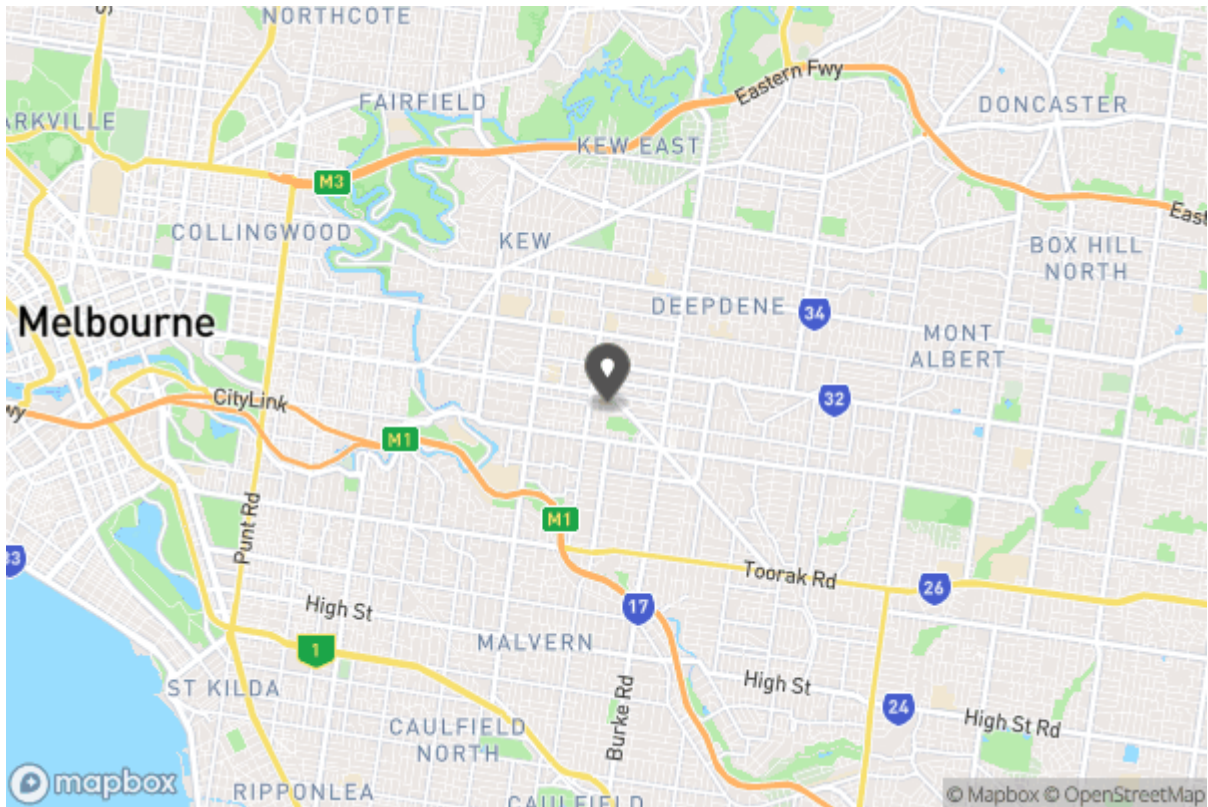 S
NORTHCOTE
Eastern Fwy
FAIRFIELD
DONCASTER
ARKVILLE
KEW EAST
M3
East
COLLINGWOOD
KEW
BOX HILL
NORTH
DEEPDENE
34
Melbourne
MONT
ALBERT
CityLink
32
wy
M1
Punt Rd
M1
33
Toorak Rd
26
High St
17
MALVERN
1
ST KILDA
High St
Burke Rd
24
High St Rd
CAULFIELD
NORTH
mapbox
RIPPONLEA
CAULFIELD
© Mapbox © OpenStreetMap